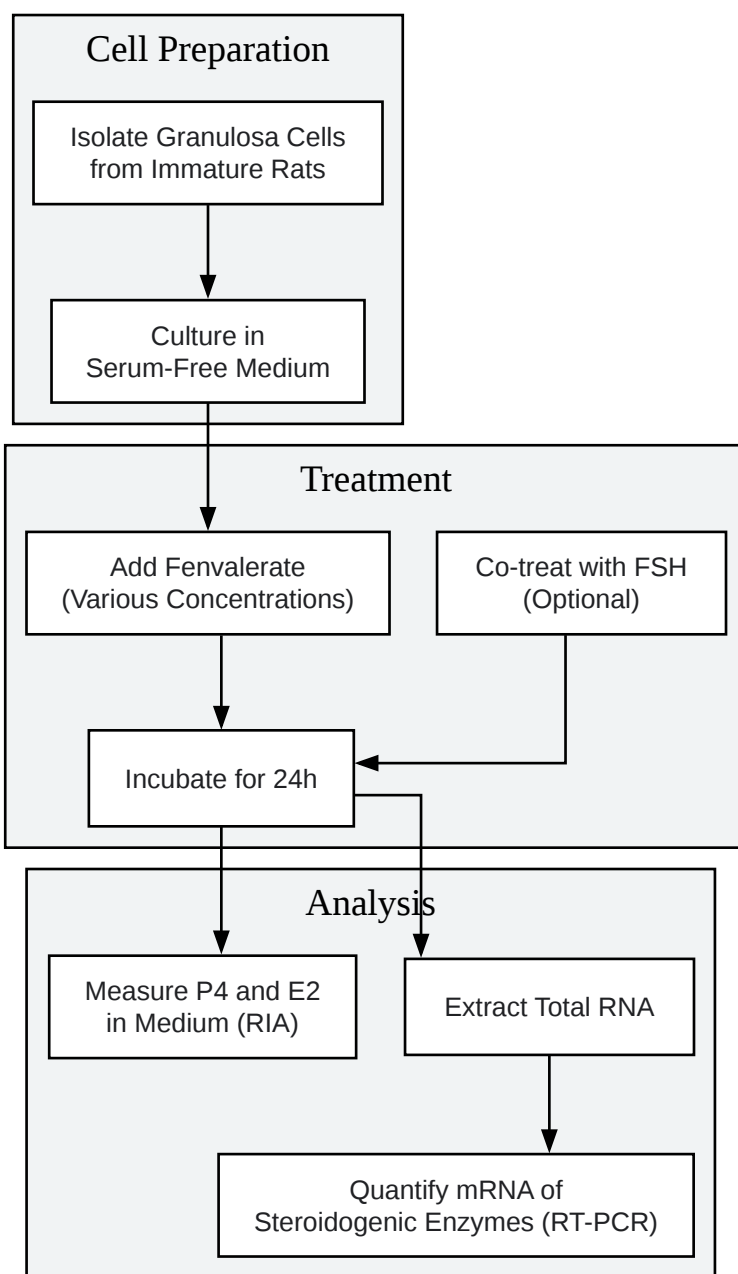 Cell Preparation
Isolate Granulosa Cells
from Immature Rats
Culture in
Serum-Free Medium
Treatment
Add Fenvalerate
(Various Concentrations)
Co-treat with FSH
(Optional)
Incubate for 24h
Analysis
Measure P4 and E2
in Medium (RIA)
Extract Total RNA
Quantify mRNA of
Steroidogenic Enzymes (RT-PCR)